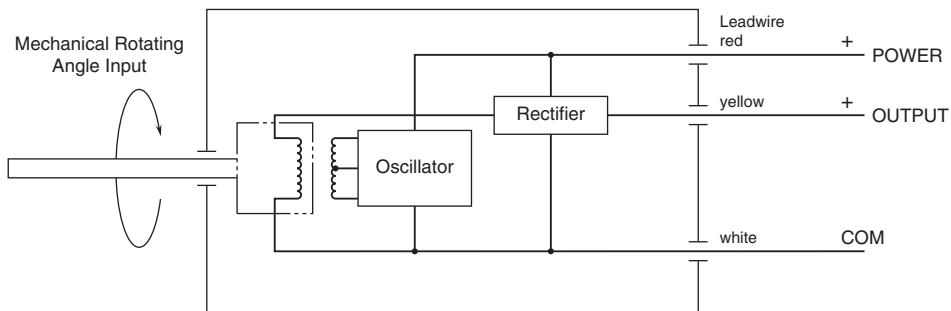 Mechanical Rotating
Angle Input
Leadwire
red
+
POWER
yellow
+
OUTPUT
Rectifier
Oscillator
white
COM